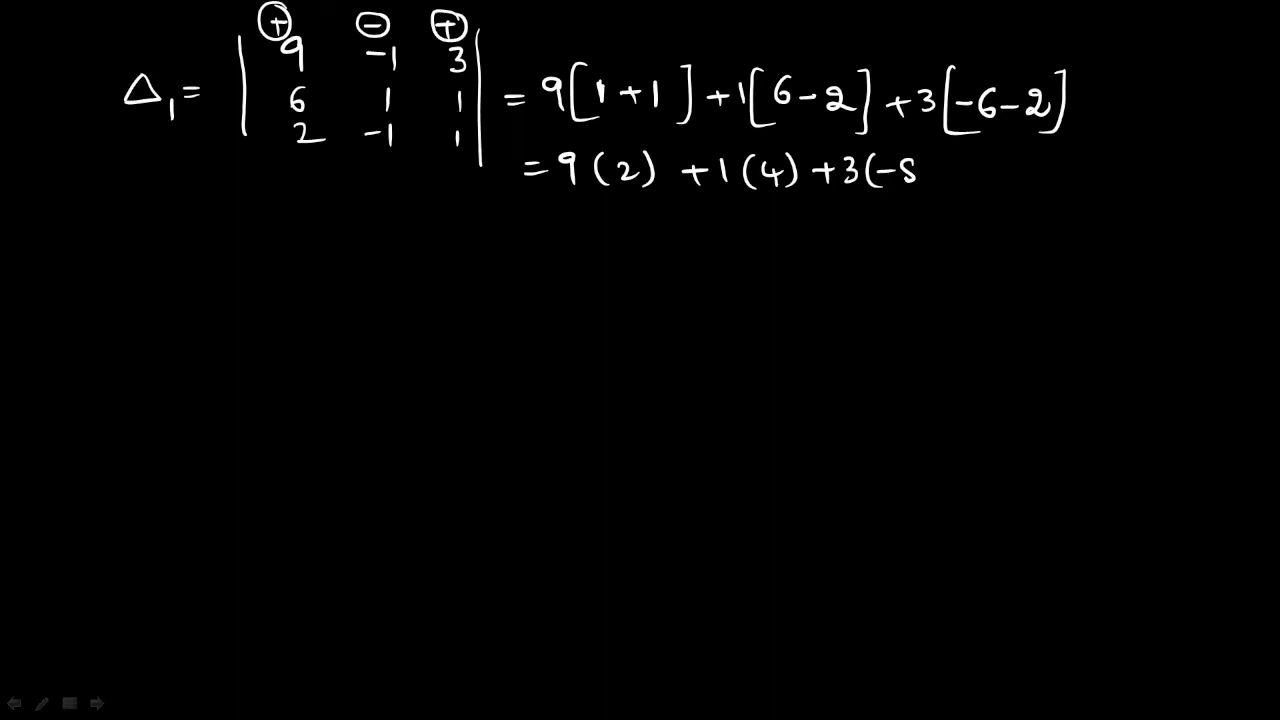 ⊕ ⊖ ⊕
Δ₁ = | 9 -1 3 |
| 6 1 1 | = 9[1+1] +1[6-2] +3[-6-2]
| 2 -1 1 |
= 9(2) +1(4) +3(-8